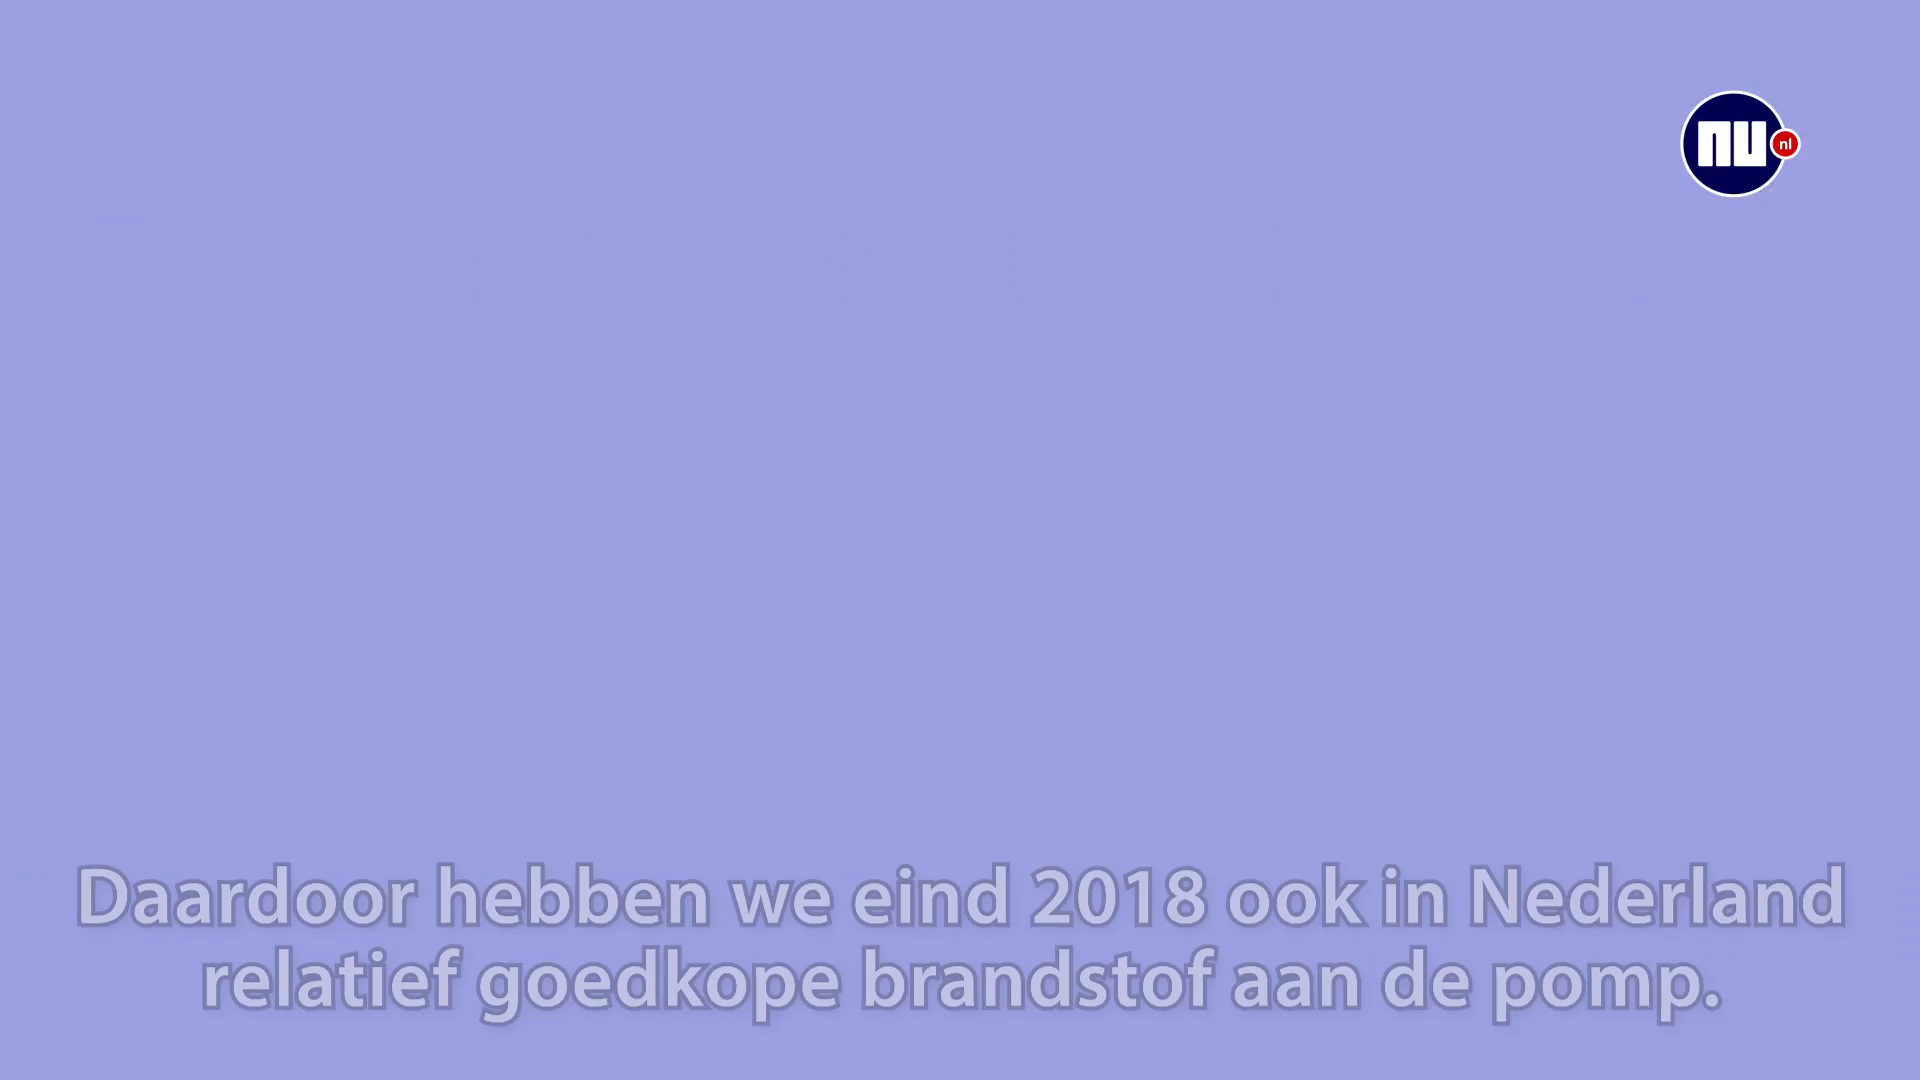 nu
nl
Daardoor hebben we eind 2018 ook in Nederland
relatief goedkope brandstof aan de pomp.